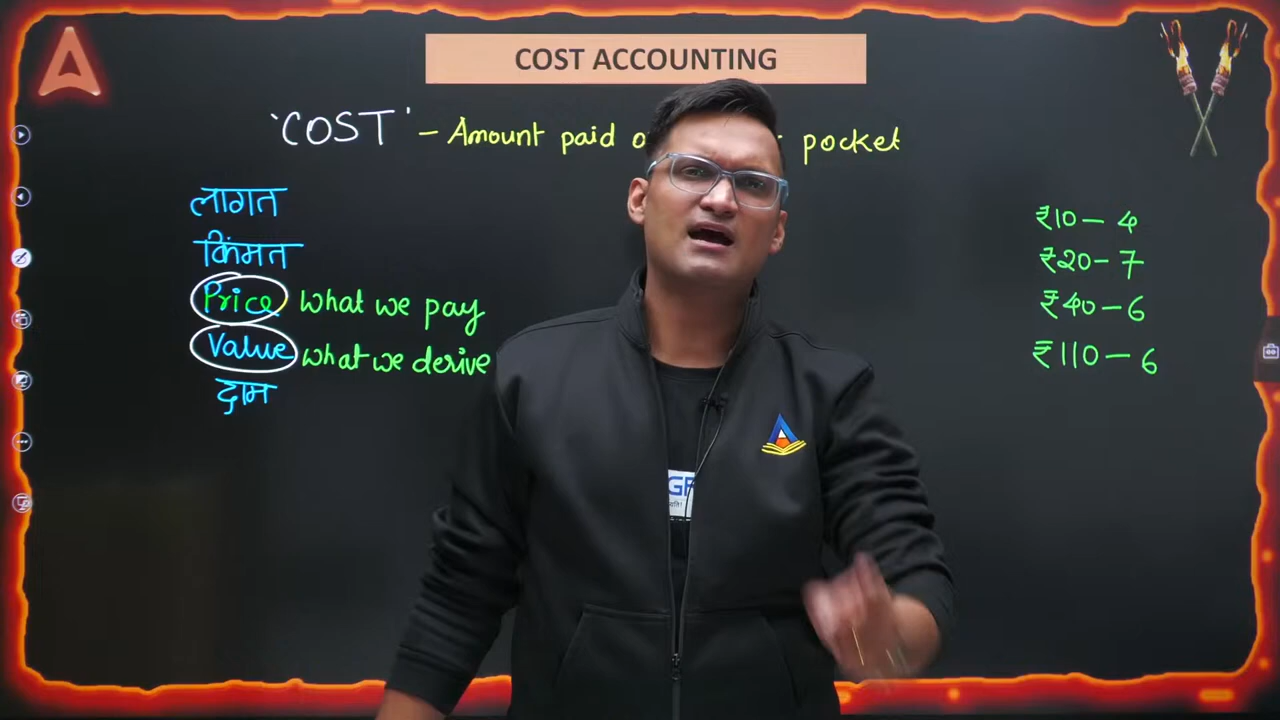 COST ACCOUNTING
'COST' - Amount paid pocket
लागत
किंमत
Price what we pay
Value what we derive
दाम
₹10 - 4
₹20 - 7
₹40 - 6
₹110 - 6